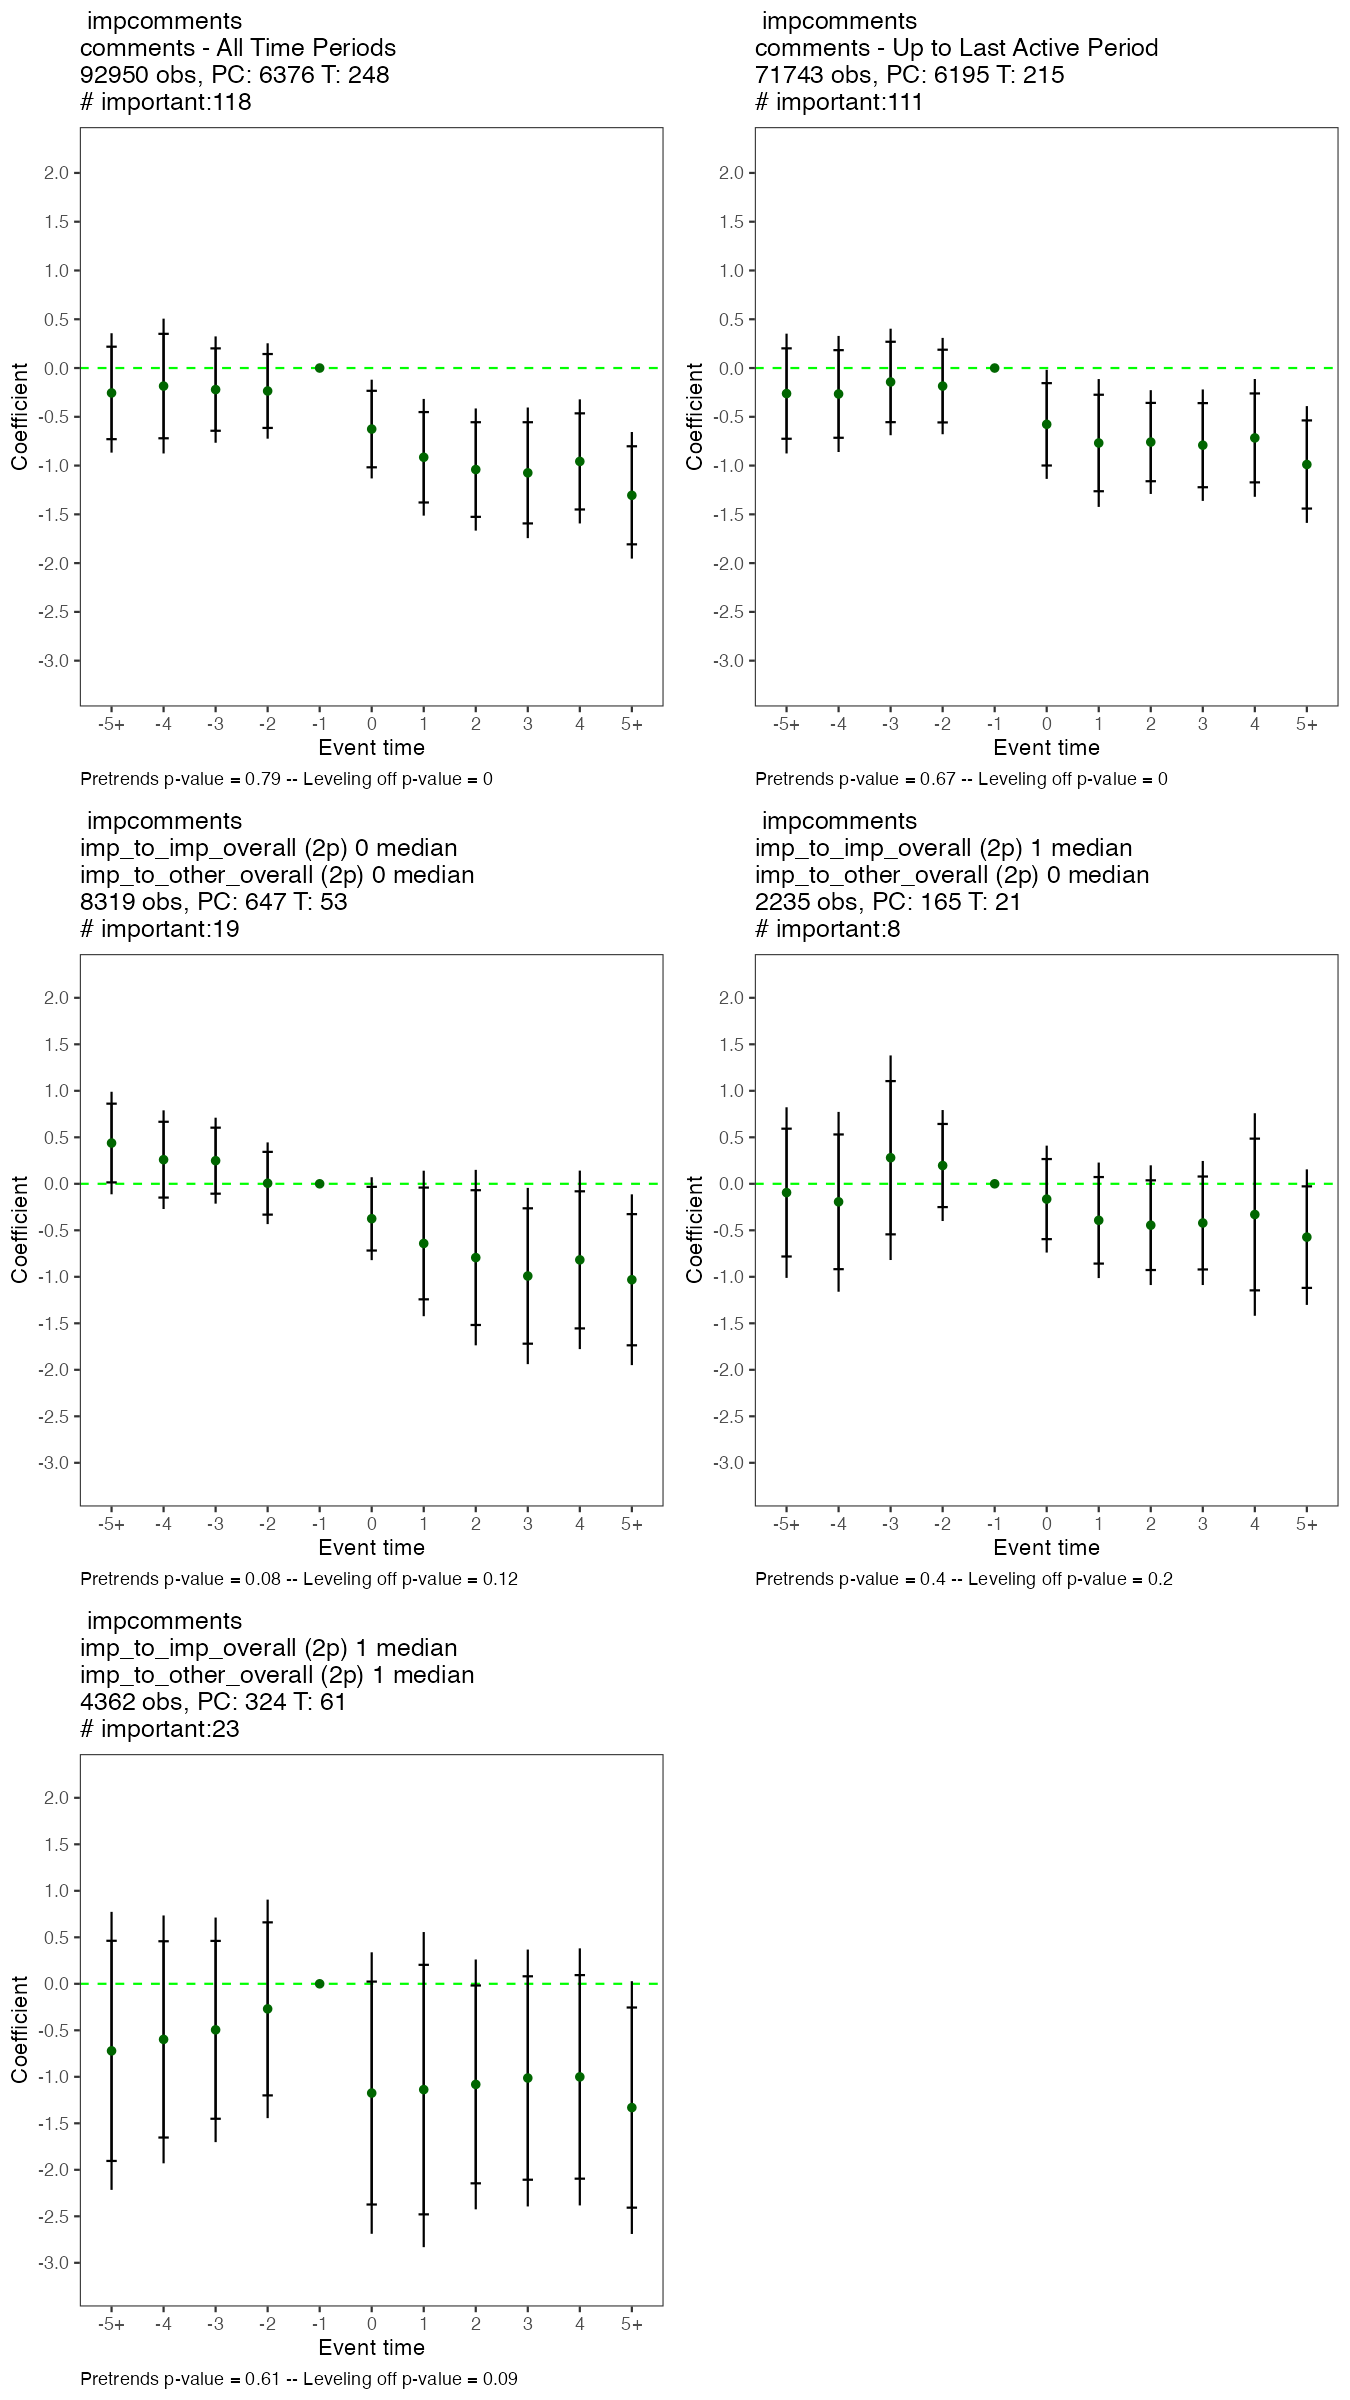 impcomments
comments - All Time Periods
92950 obs, PC: 6376 T: 248
# important:118
2.0
1.5
1.0
0.5
0.0
-0.5
-1.0
-1.5
-2.0
-2.5
-3.0
Coefficient
-5+ -4 -3 -2 -1 0 1 2 3 4 5+
Event time
Pretrends p-value = 0.79 -- Leveling off p-value = 0
impcomments
comments - Up to Last Active Period
71743 obs, PC: 6195 T: 215
# important:111
2.0
1.5
1.0
0.5
0.0
-0.5
-1.0
-1.5
-2.0
-2.5
-3.0
Coefficient
-5+ -4 -3 -2 -1 0 1 2 3 4 5+
Event time
Pretrends p-value = 0.67 -- Leveling off p-value = 0
impcomments
imp_to_imp_overall (2p) 0 median
imp_to_other_overall (2p) 0 median
8319 obs, PC: 647 T: 53
# important:19
2.0
1.5
1.0
0.5
0.0
-0.5
-1.0
-1.5
-2.0
-2.5
-3.0
Coefficient
-5+ -4 -3 -2 -1 0 1 2 3 4 5+
Event time
Pretrends p-value = 0.08 -- Leveling off p-value = 0.12
impcomments
imp_to_imp_overall (2p) 1 median
imp_to_other_overall (2p) 0 median
2235 obs, PC: 165 T: 21
# important:8
2.0
1.5
1.0
0.5
0.0
-0.5
-1.0
-1.5
-2.0
-2.5
-3.0
Coefficient
-5+ -4 -3 -2 -1 0 1 2 3 4 5+
Event time
Pretrends p-value = 0.4 -- Leveling off p-value = 0.2
impcomments
imp_to_imp_overall (2p) 1 median
imp_to_other_overall (2p) 1 median
4362 obs, PC: 324 T: 61
# important:23
2.0
1.5
1.0
0.5
0.0
-0.5
-1.0
-1.5
-2.0
-2.5
-3.0
Coefficient
-5+ -4 -3 -2 -1 0 1 2 3 4 5+
Event time
Pretrends p-value = 0.61 -- Leveling off p-value = 0.09